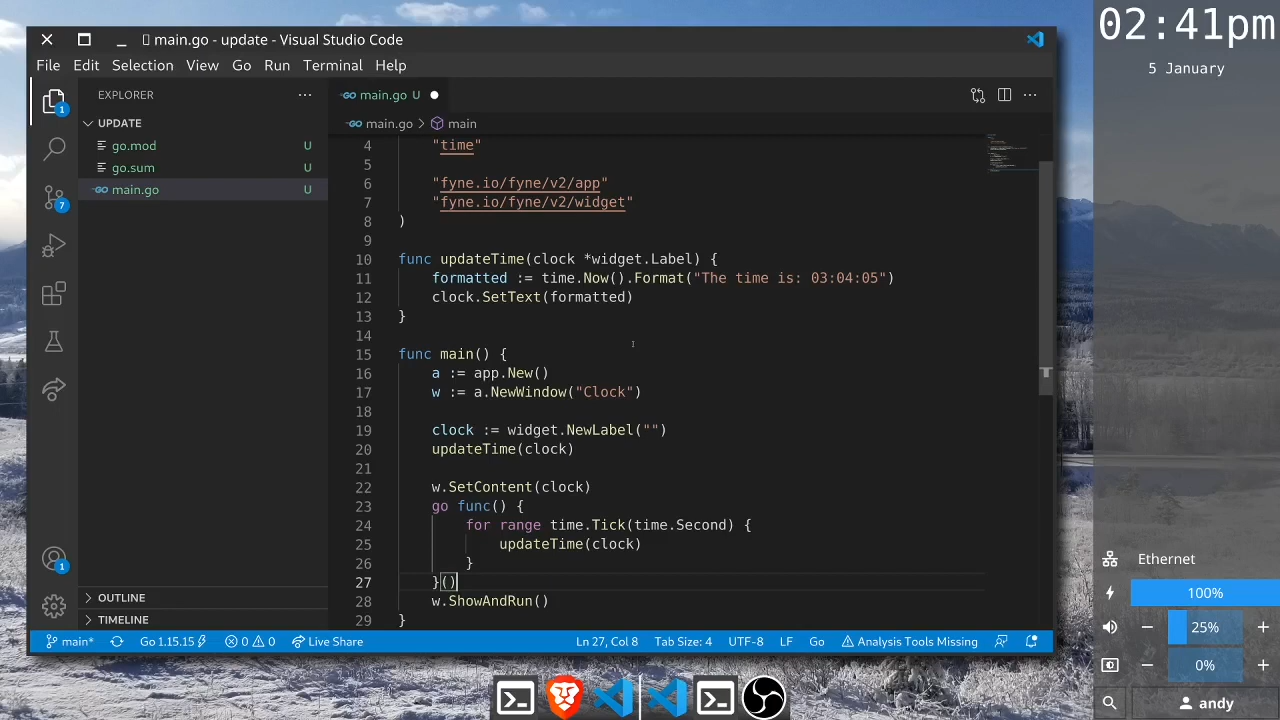 main.go - update - Visual Studio Code
File Edit Selection View Go Run Terminal Help
EXPLORER
UPDATE
go.mod U
go.sum U
main.go U
main.go U
main.go > main
4 "time"
5
6 "fyne.io/fyne/v2/app"
7 "fyne.io/fyne/v2/widget"
8 )
9
10 func updateTime(clock *widget.Label) {
11 formatted := time.Now().Format("The time is: 03:04:05")
12 clock.SetText(formatted)
13 }
14
15 func main() {
16 a := app.New()
17 w := a.NewWindow("Clock")
18
19 clock := widget.NewLabel("")
20 updateTime(clock)
21
22 w.SetContent(clock)
23 go func() {
24 for range time.Tick(time.Second) {
25 updateTime(clock)
26 }
27 }()
28 w.ShowAndRun()
29 }
1
7
1
OUTLINE
TIMELINE
main* Go 1.15.15 0 0 Live Share Ln 27, Col 8 Tab Size: 4 UTF-8 LF Go Analysis Tools Missing
02:41pm
5 January
Ethernet
100%
25%
0%
andy